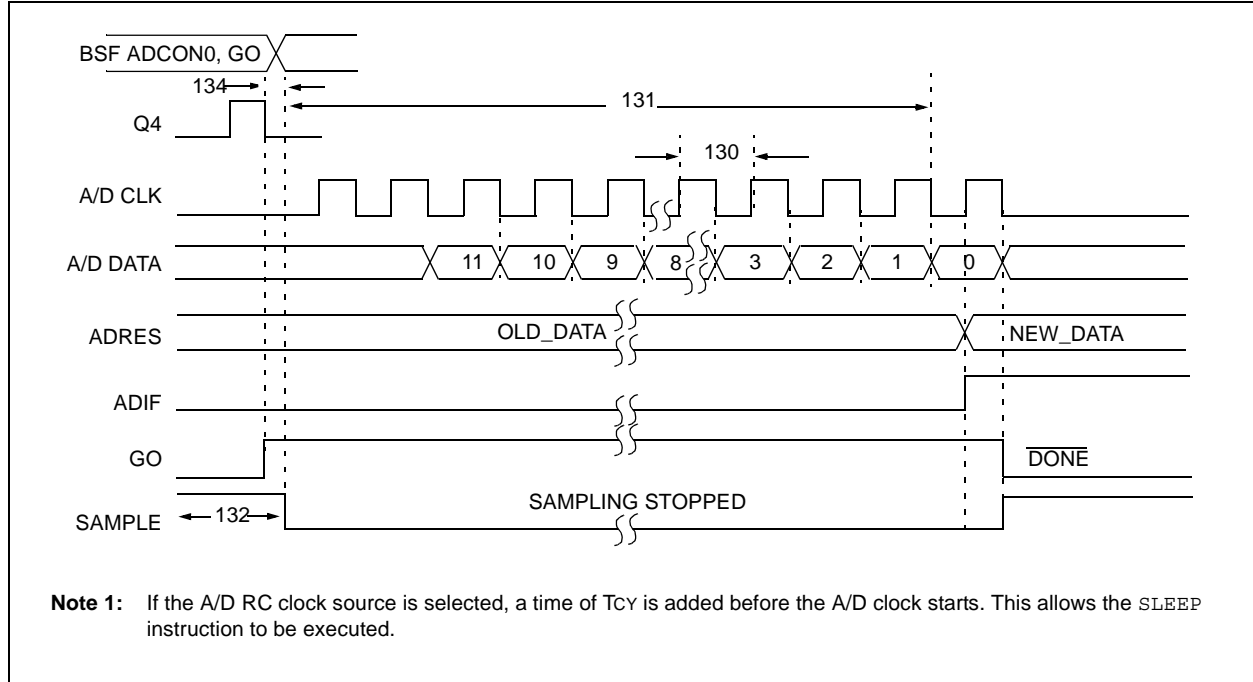 BSF ADCON0, GO
134
131
Q4
130
A/D CLK
A/D DATA 11 10 9 8 3 2 1 0
ADRES OLD_DATA NEW_DATA
ADIF
GO DONE
SAMPLE 132 SAMPLING STOPPED
Note 1: If the A/D RC clock source is selected, a time of TCY is added before the A/D clock starts. This allows the SLEEP
instruction to be executed.